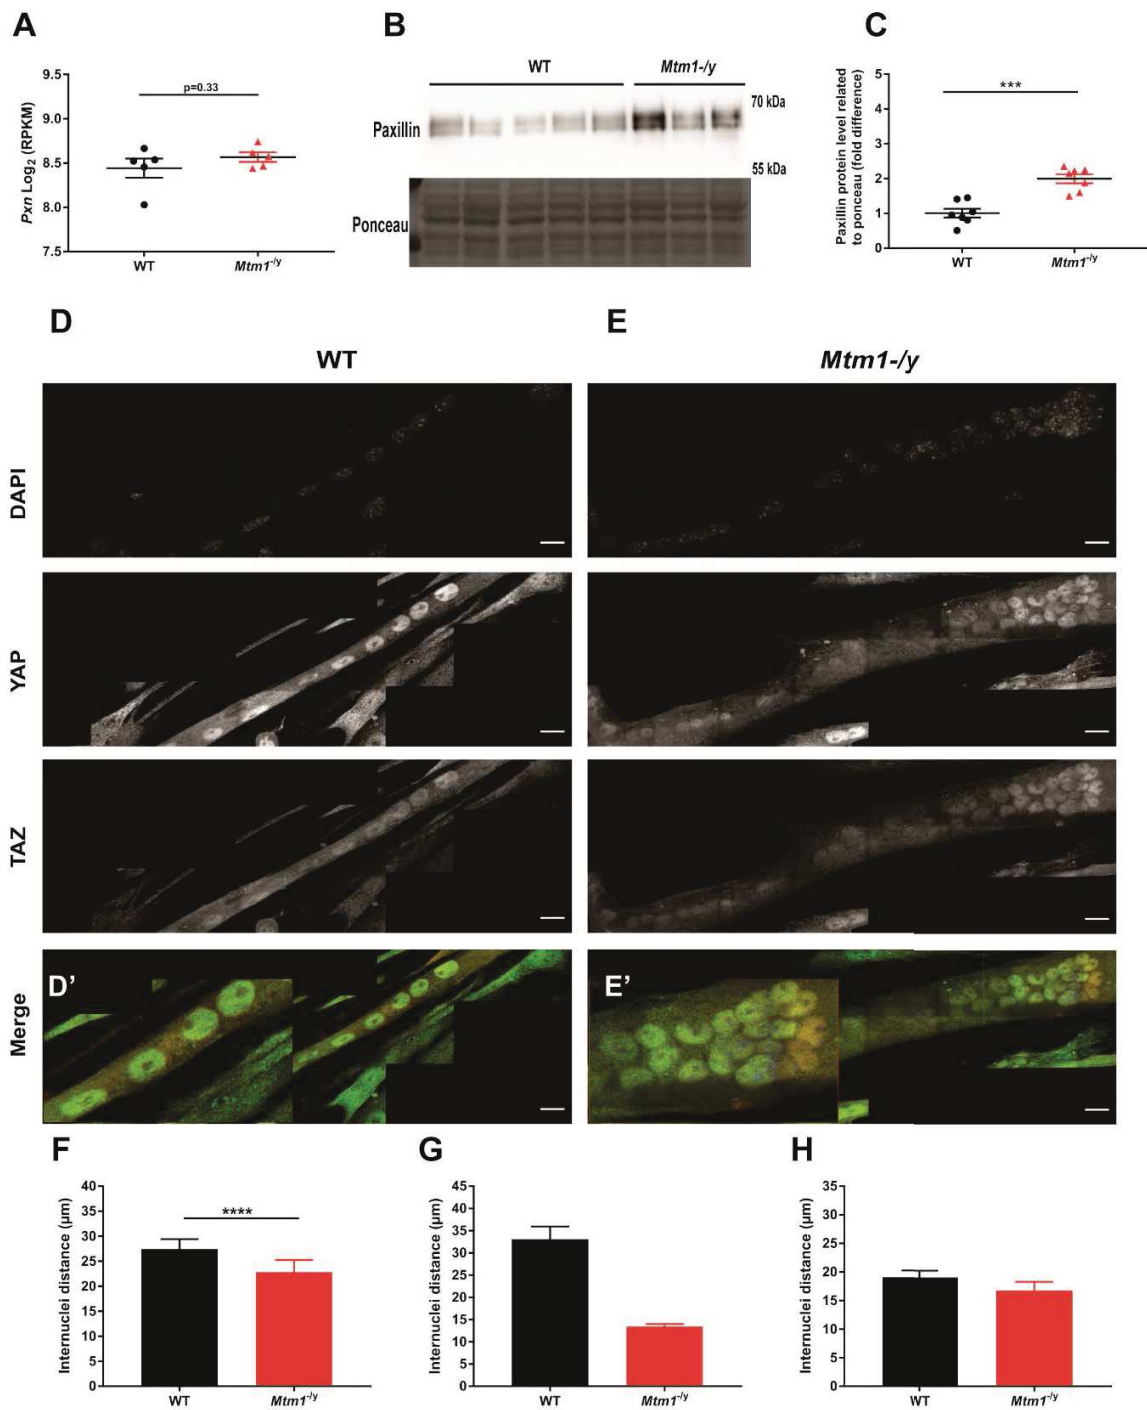 A
Pxn Log2 (RPKM)
9.5
9.0
8.5
8.0
7.5
p=0.33
WT
Mtm1-/y
B
WT
Mtm1-/y
Paxillin
70 kDa
55 kDa
Ponceau
C
Paxillin protein level related
to ponceau (fold difference)
5
4
3
2
1
0
***
WT
Mtm1-/y
D
WT
E
Mtm1-/y
DAPI
YAP
TAZ
Merge
D’
E’
F
Internuclei distance (µm)
40
35
30
25
20
15
10
5
0
****
WT
Mtm1-/y
G
Internuclei distance (µm)
45
40
35
30
25
20
15
10
5
0
WT
Mtm1-/y
H
Internuclei distance (µm)
35
30
25
20
15
10
5
0
WT
Mtm1-/y